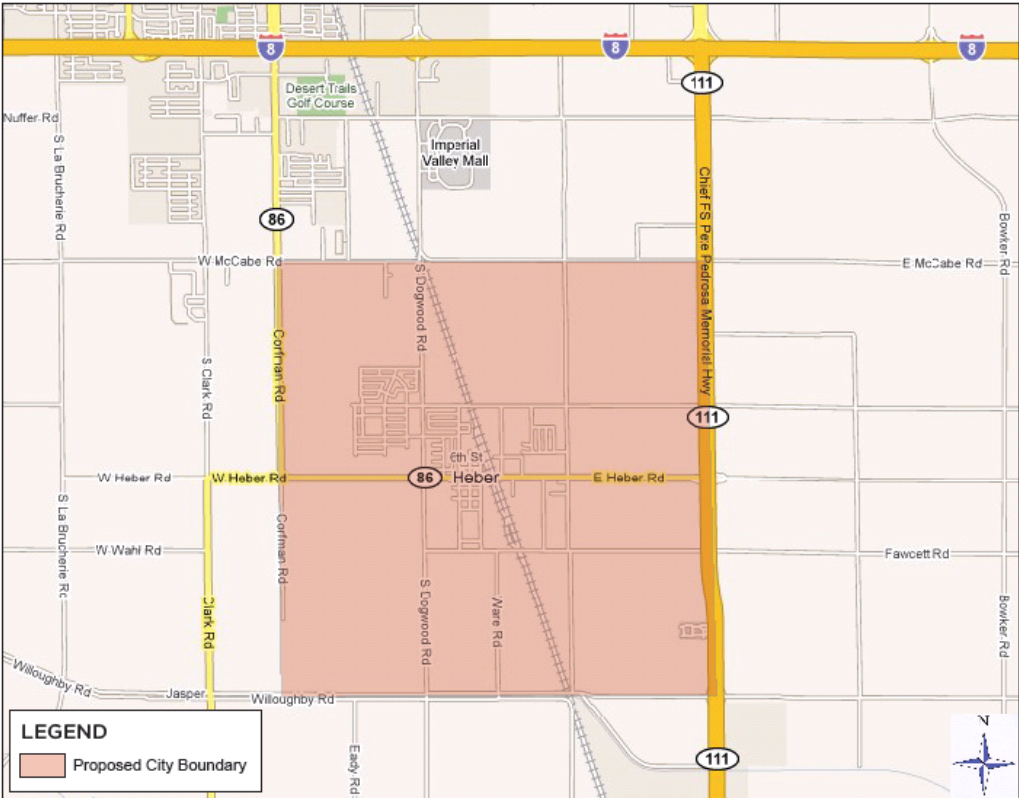 8
8
8
111
Desert Trails
Golf Course
Nuffer Rd
S La Brucherie Rd
Imperial
Valley Mall
Chief FS Pete Pedrosa Memorial Hwy
86
Bowker Rd
W McCabe Rd
E McCabe Rd
S Dogwood Rd
Corfman Rd
S Clark Rd
111
6th St
W Heber Rd
W Heber Rd
86
Heber
E Heber Rd
S La Brucherie Rd
Corfman Rd
W Wahl Rd
Fawcett Rd
Clark Rd
S Dogwood Rd
Ware Rd
Bowker Rd
Willoughby Rd
Jasper
Willoughby Rd
LEGEND
Proposed City Boundary
Eady Rd
111
N